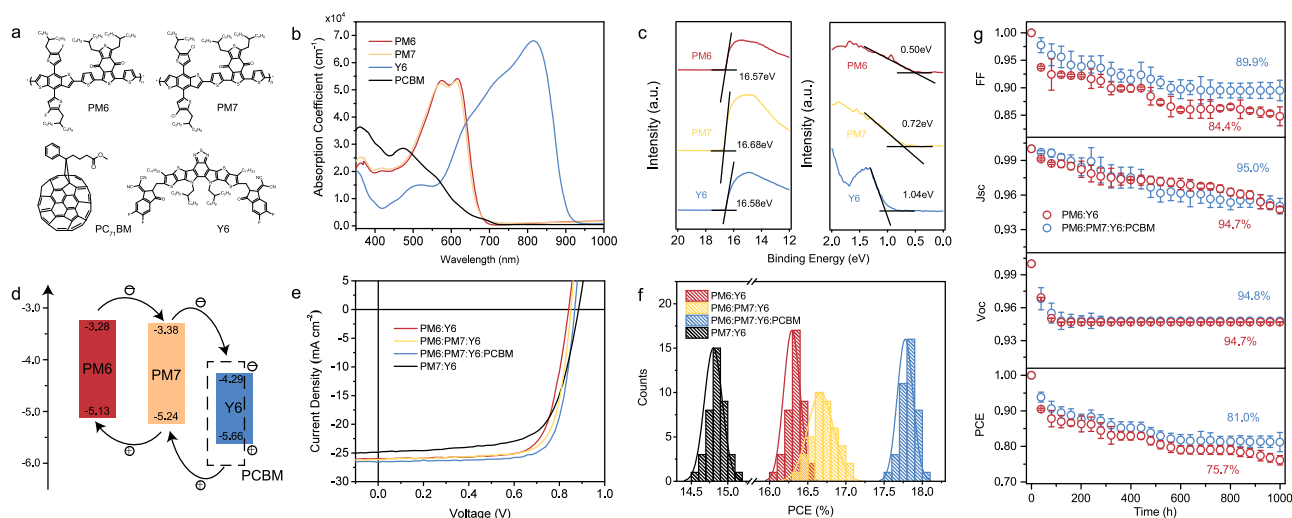 a
PM6
PM7
PC₇₁BM
Y6
b
×10⁴
Absorption Coefficient (cm⁻¹)
8.0
7.0
6.0
5.0
4.0
3.0
2.0
1.0
0.0
PM6
PM7
Y6
PCBM
400 500 600 700 800 900 1000
Wavelength (nm)
c
Intensity (a.u.)
PM6
16.57eV
PM7
16.68eV
Y6
16.58eV
20 18 16 14 12
Intensity (a.u.)
0.50eV
PM6
PM7
0.72eV
Y6
1.04eV
2.0 1.5 1.0 0.5 0.0
Binding Energy (eV)
d
-3.0
-4.0
-5.0
-6.0
-3.28
PM6
-5.13
-3.38
PM7
-5.24
-4.29
Y6
-5.66
PCBM
e
Current Density (mA cm⁻²)
5
0
-5
-10
-15
-20
-25
-30
PM6:Y6
PM6:PM7:Y6
PM6:PM7:Y6:PCBM
PM7:Y6
0.0 0.2 0.4 0.6 0.8 1.0
Voltage (V)
f
Counts
20
15
10
5
0
PM6:Y6
PM6:PM7:Y6
PM6:PM7:Y6:PCBM
PM7:Y6
14.5 15.0 16.0 16.5 17.0 17.5 18.0
PCE (%)
g
FF
1.00
0.95
0.90
0.85
89.9%
84.4%
Jsc
0.99
0.96
0.93
95.0%
PM6:Y6
PM6:PM7:Y6:PCBM
94.7%
Voc
0.99
0.96
0.93
0.90
94.8%
94.7%
PCE
1.00
0.90
0.80
0.70
81.0%
75.7%
0 200 400 600 800 1000
Time (h)